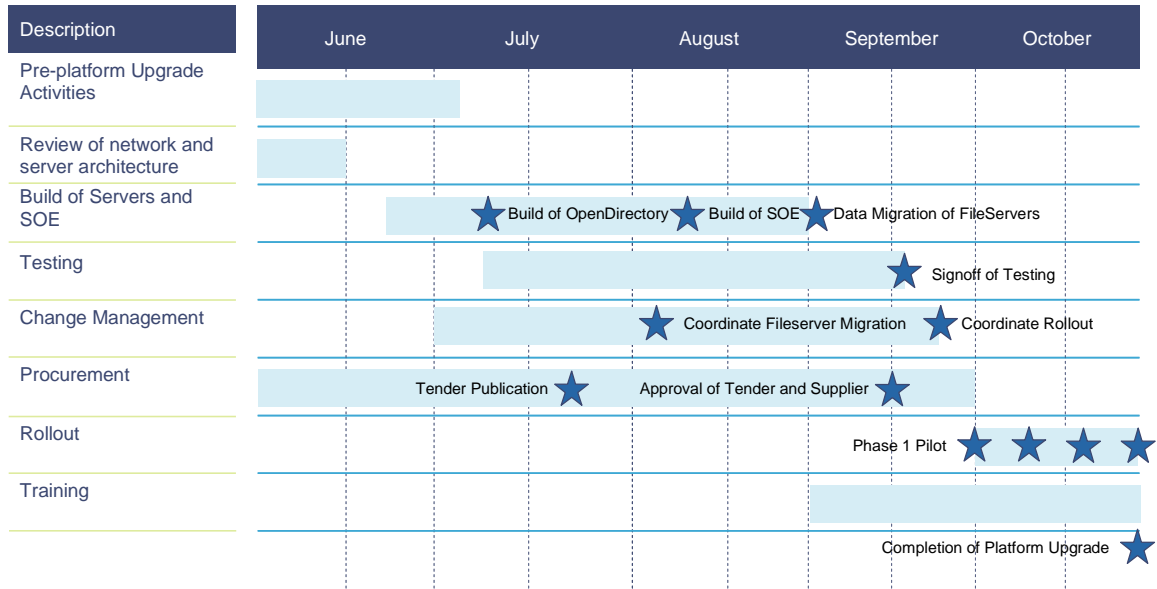 Description
June July August September October
Pre-platform Upgrade
Activities
Review of network and
server architecture
Build of Servers and
SOE
Build of OpenDirectory Build of SOE Data Migration of FileServers
Testing
Signoff of Testing
Change Management
Coordinate Fileserver Migration Coordinate Rollout
Procurement
Tender Publication Approval of Tender and Supplier
Rollout
Phase 1 Pilot
Training
Completion of Platform Upgrade